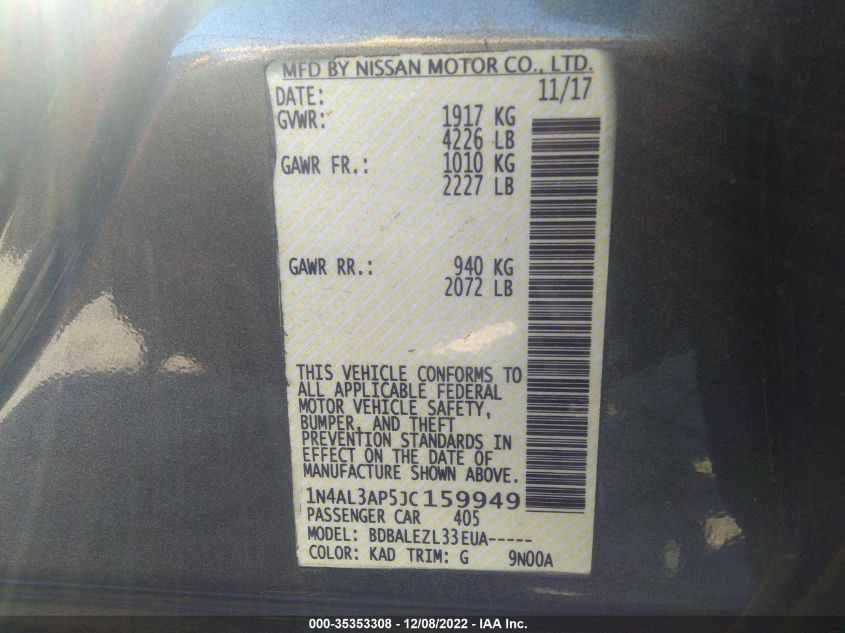 MFD BY NISSAN MOTOR CO., LTD.
DATE: 11/17
GVWR: 1917 KG
4226 LB
GAWR FR.: 1010 KG
2227 LB
GAWR RR.: 940 KG
2072 LB
THIS VEHICLE CONFORMS TO
ALL APPLICABLE FEDERAL
MOTOR VEHICLE SAFETY,
BUMPER, AND THEFT
PREVENTION STANDARDS IN
EFFECT ON THE DATE OF
MANUFACTURE SHOWN ABOVE.
1N4AL3AP5JC159949
PASSENGER CAR 405
MODEL: BDBALEZL33EUA-----
COLOR: KAD TRIM: G 9N00A
000-35353308 - 12/08/2022 - IAA Inc.